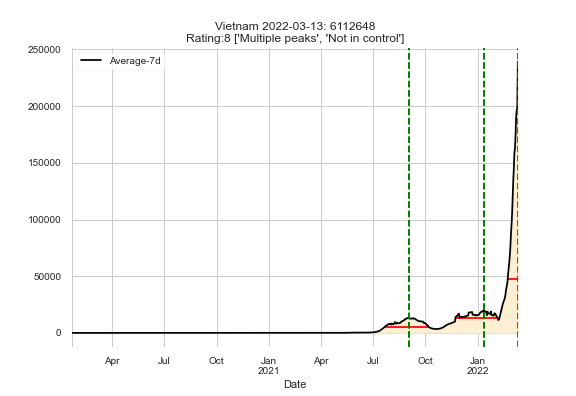 Vietnam 2022-03-13: 6112648
Rating:8 ['Multiple peaks', 'Not in control']
Average-7d
250000
200000
150000
100000
50000
0
Apr Jul Oct Jan Apr Jul Oct Jan
2021 2022
Date